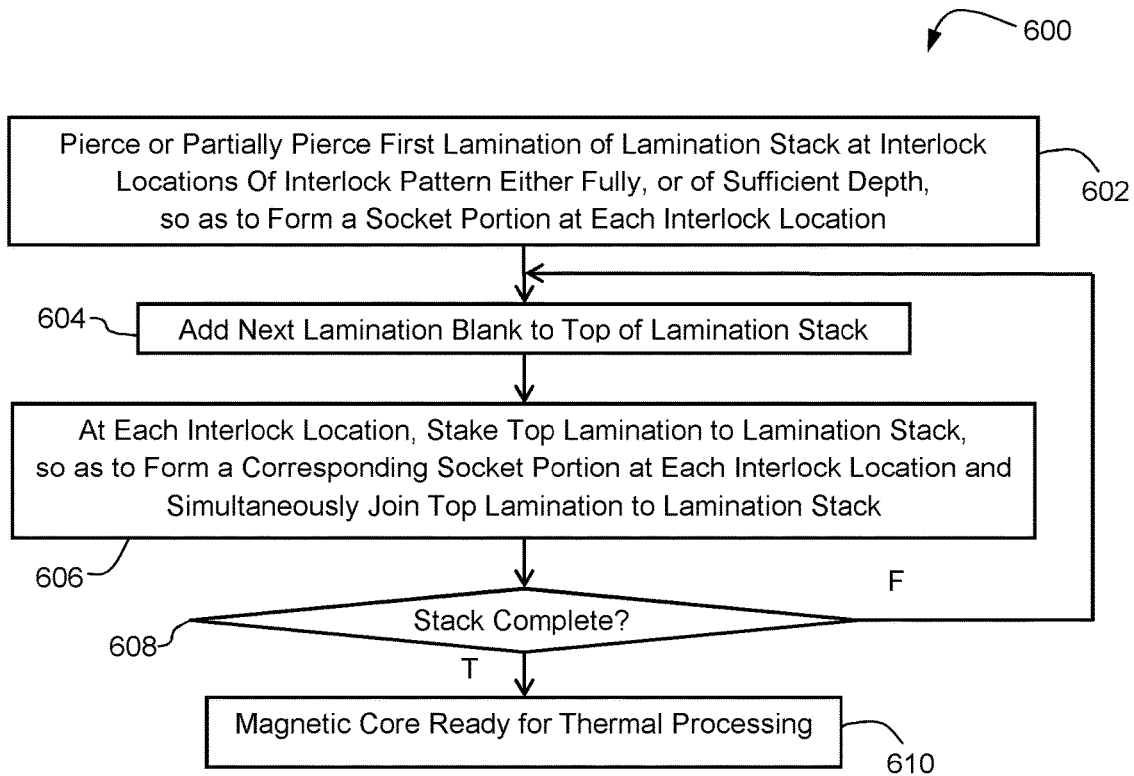 600
Pierce or Partially Pierce First Lamination of Lamination Stack at Interlock
Locations Of Interlock Pattern Either Fully, or of Sufficient Depth,
so as to Form a Socket Portion at Each Interlock Location
602
604
Add Next Lamination Blank to Top of Lamination Stack
At Each Interlock Location, Stake Top Lamination to Lamination Stack,
so as to Form a Corresponding Socket Portion at Each Interlock Location and
Simultaneously Join Top Lamination to Lamination Stack
606
F
Stack Complete?
608
T
Magnetic Core Ready for Thermal Processing
610